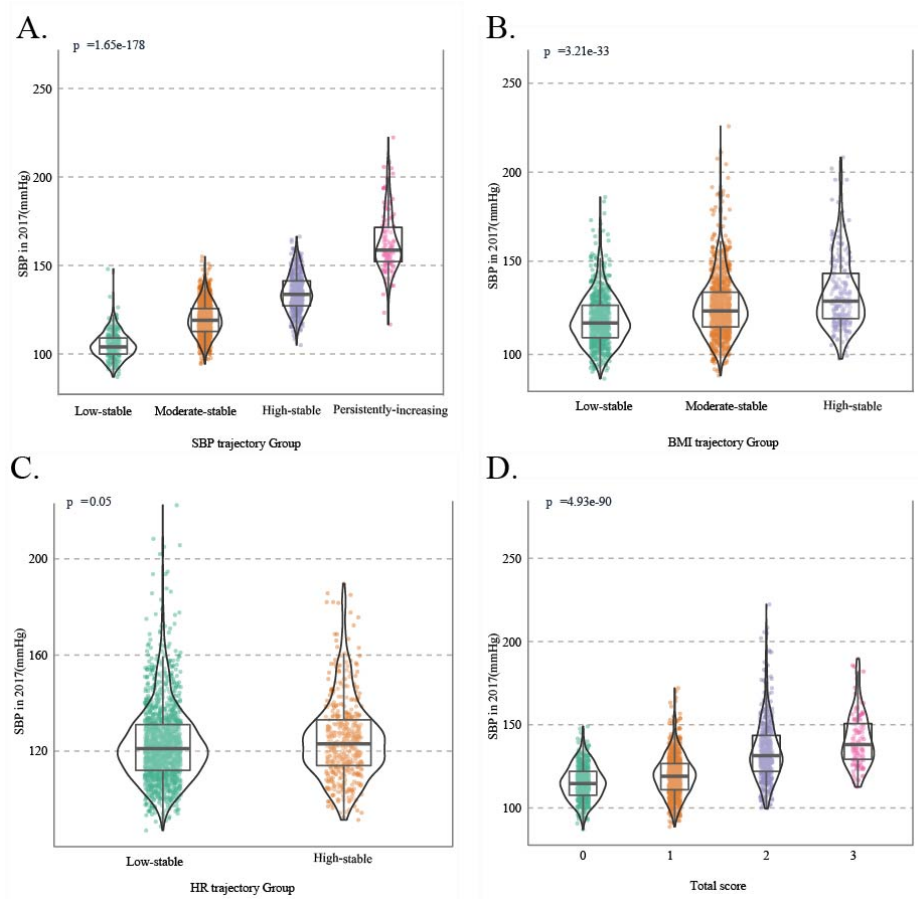 A.
p =1.65e-178
250
200
150
100
SBP in 2017(mmHg)
Low-stable Moderate-stable High-stable Persistently-increasing
SBP trajectory Group
B.
p =3.21e-33
250
200
150
100
SBP in 2017(mmHg)
Low-stable Moderate-stable High-stable
BMI trajectory Group
C.
p =0.05
200
160
120
SBP in 2017(mmHg)
Low-stable High-stable
HR trajectory Group
D.
p =4.93e-90
250
200
150
100
SBP in 2017(mmHg)
0 1 2 3
Total score